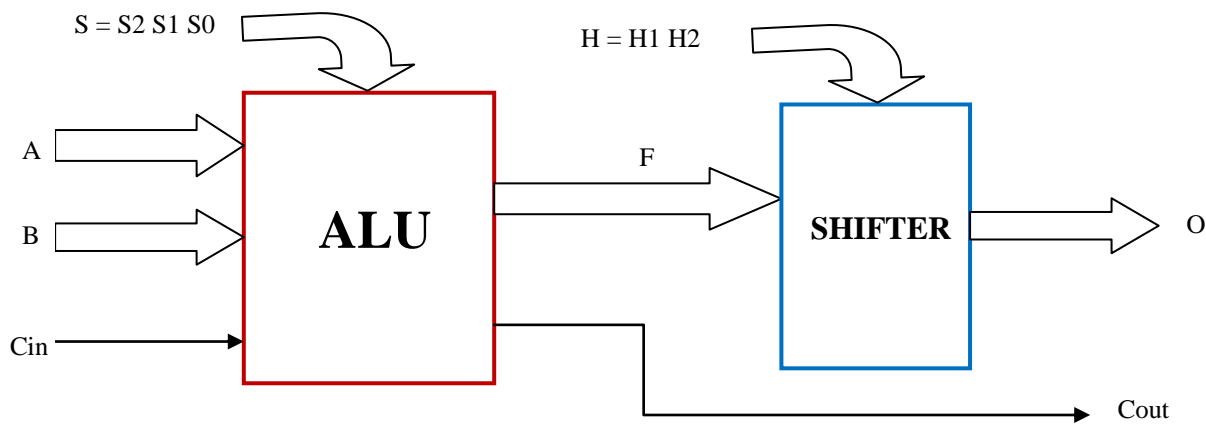 S = S2 S1 S0
H = H1 H2
A
B
Cin
ALU
F
SHIFTER
O
Cout